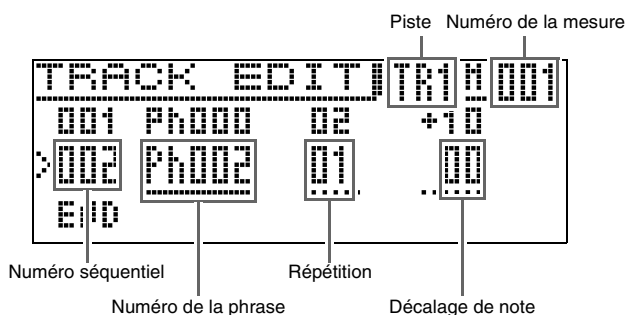 Piste Numéro de la mesure
TRACK EDIT TR1 M 001
001 Ph000 02 +10
>002 Ph002 01 00
END
Numéro séquentiel Répétition
Numéro de la phrase Décalage de note